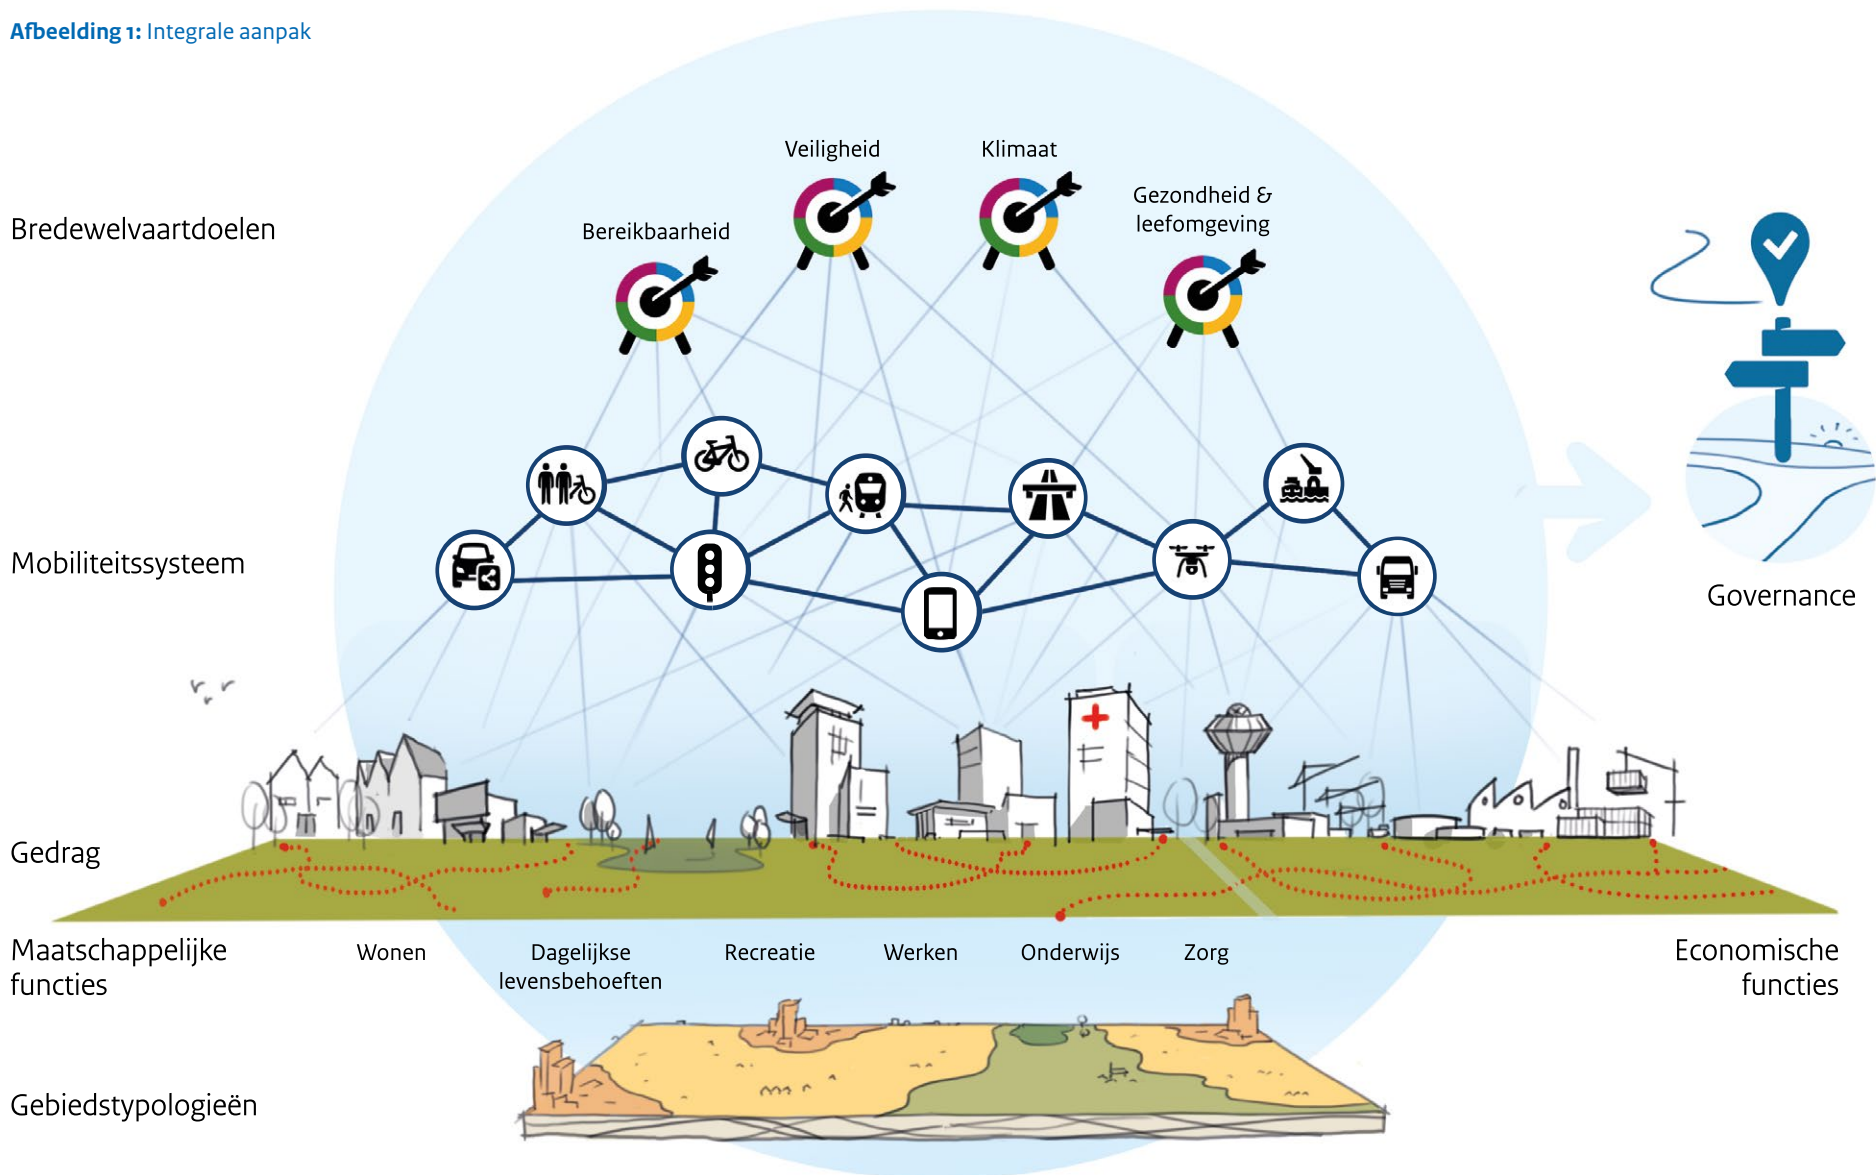 Afbeelding 1: Integrale aanpak
Veiligheid
Klimaat
Gezondheid &
leefomgeving
Bredewelvaartdoelen
Bereikbaarheid
Mobiliteitssysteem
Governance
Gedrag
Maatschappelijke
functies
Wonen
Dagelijkse
levensbehoeften
Recreatie
Werken
Onderwijs
Zorg
Economische
functies
Gebiedstypologieën